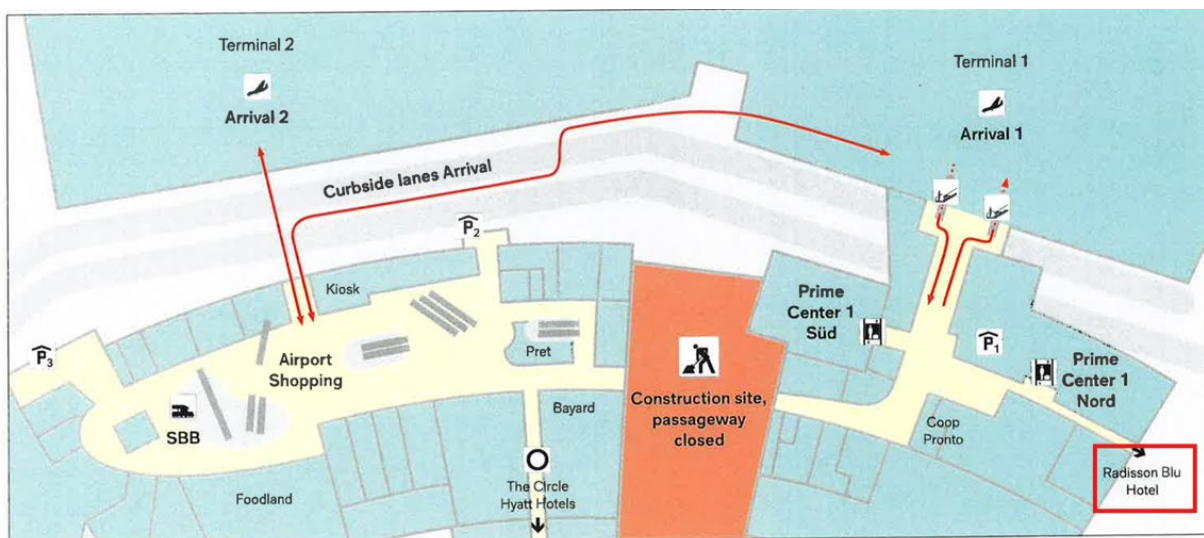 Terminal 2
Arrival 2
Terminal 1
Arrival 1
Curbside lanes Arrival
P2
Kiosk
P3
Airport
Shopping
Pret
SBB
Foodland
Bayard
The Circle
Hyatt Hotels
Construction site,
passageway
closed
Prime
Center 1
Süd
P1
Prime
Center 1
Nord
Coop
Pronto
Radisson Blu
Hotel